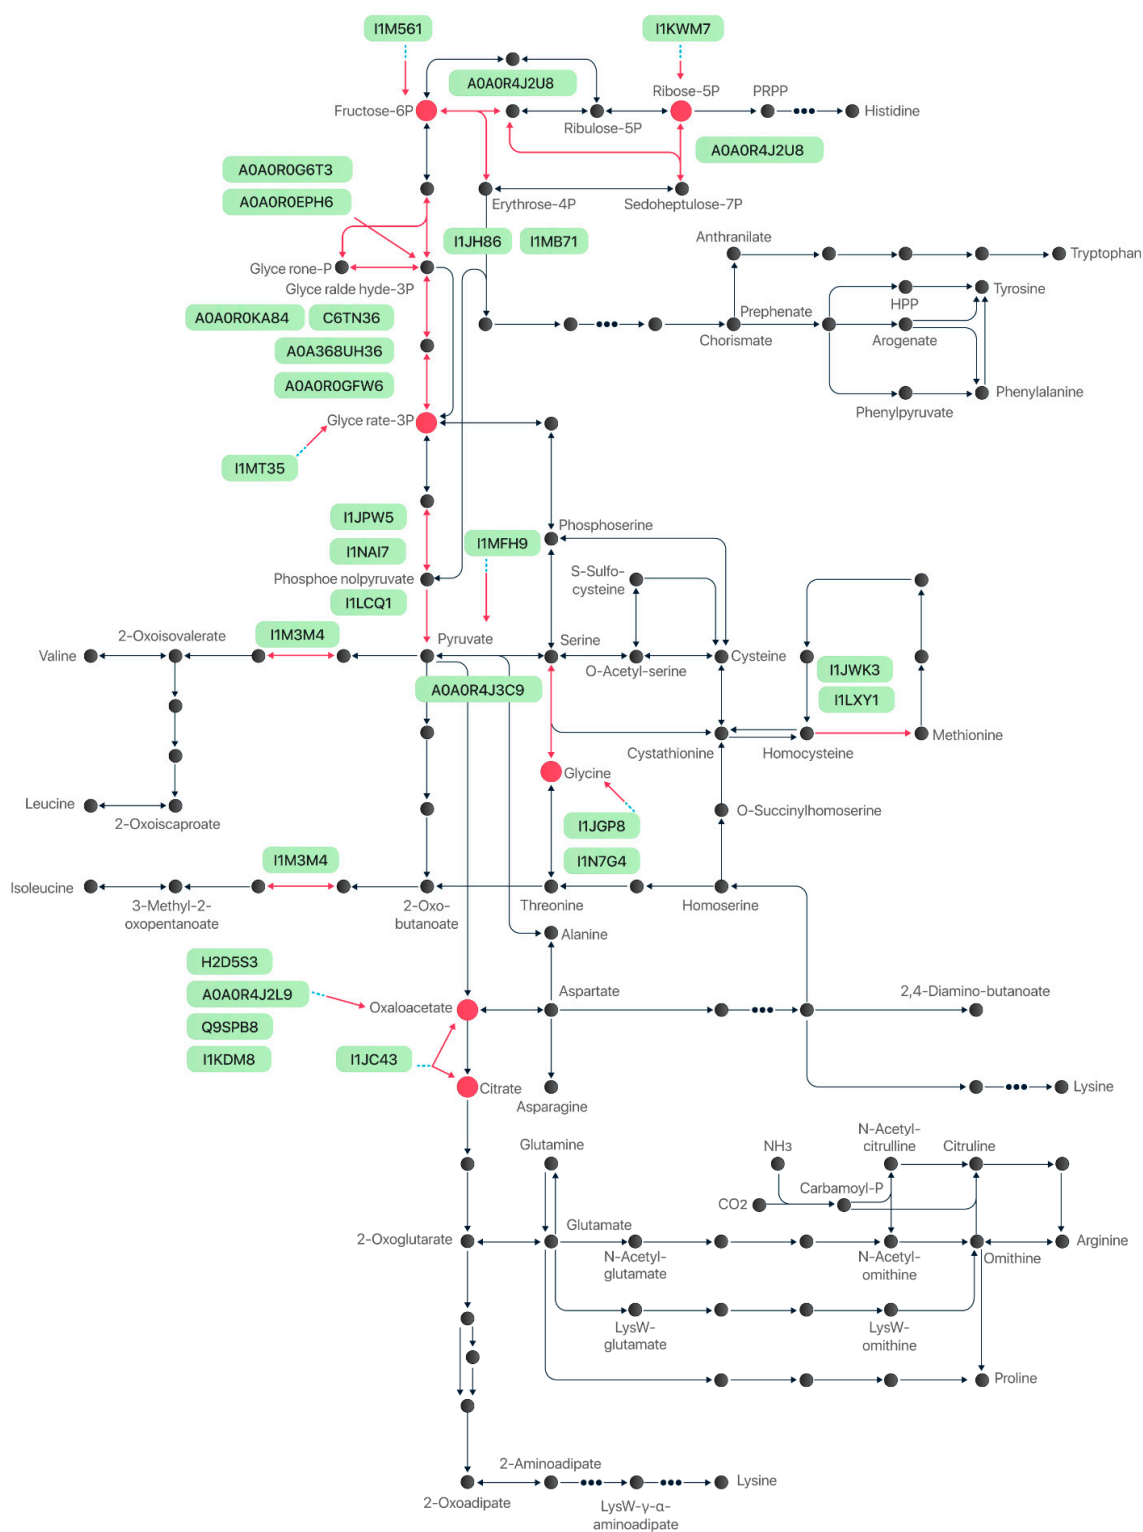 I1M561
I1KWM7
A0A0R4J2U8
Ribose-5P
PRPP
Fructose-6P
Ribulose-5P
Histidine
A0A0R4J2U8
A0A0R0G6T3
A0A0R0EPH6
Erythrose-4P
Sedoheptulose-7P
I1JH86
I1MB71
Anthranilate
Tryptophan
Glyce rone-P
Glyce ralde hyde-3P
HPP
Tyrosine
A0A0R0KA84
C6TN36
Prephenate
Chorismate
Arogenate
A0A368UH36
A0A0R0GFW6
Phenylalanine
Phenylpyruvate
Glyce rate-3P
I1MT35
I1JPW5
Phosphoserine
I1NAI7
I1MFH9
S-Sulfo-
cysteine
Phosphoe nolpyruvate
I1LCQ1
2-Oxoisovalerate
I1M3M4
Pyruvate
Serine
Valine
O-Acetyl-serine
Cysteine
I1JWK3
A0A0R4J3C9
I1LXY1
Cystathionine
Homocysteine
Methionine
Glycine
Leucine
2-Oxoiscaproate
O-Succinylhomoserine
I1JGP8
I1M3M4
I1N7G4
Isoleucine
3-Methyl-2-
oxopentanoate
2-Oxo-
butanoate
Threonine
Homoserine
Alanine
H2D5S3
A0A0R4J2L9
Oxaloacetate
Aspartate
2,4-Diamino-butanoate
Q9SPB8
I1KDM8
I1JC43
Citrate
Asparagine
Lysine
Glutamine
NH3
N-Acetyl-
citrulline
Citruline
CO2
Carbamoyl-P
2-Oxoglutarate
Glutamate
N-Acetyl-
glutamate
N-Acetyl-
omithine
Omithine
Arginine
LysW-
glutamate
LysW-
omithine
Proline
2-Aminoadipate
2-Oxoadipate
LysW-γ-α-
aminoadipate
Lysine